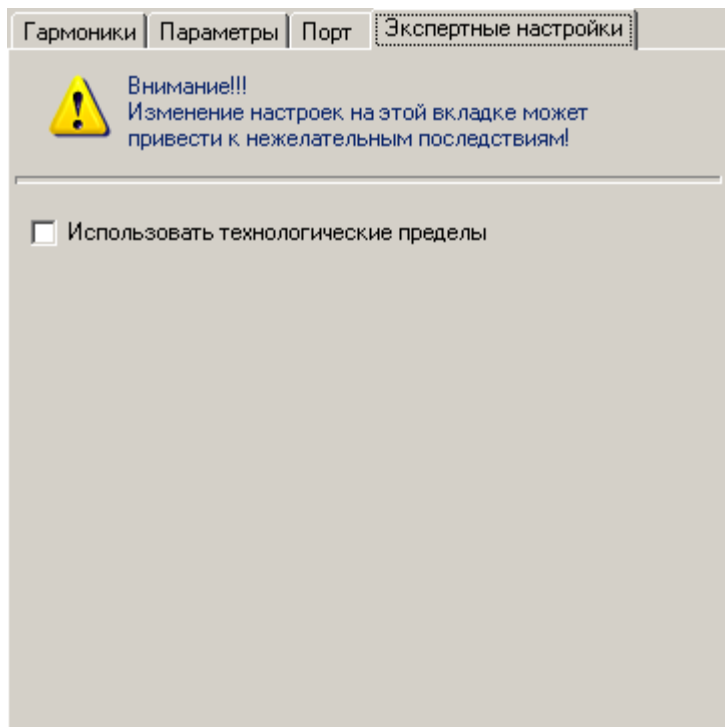 Гармоники Параметры Порт Экспертные настройки
Внимание!!!
Изменение настроек на этой вкладке может
привести к нежелательным последствиям!
Использовать технологические пределы